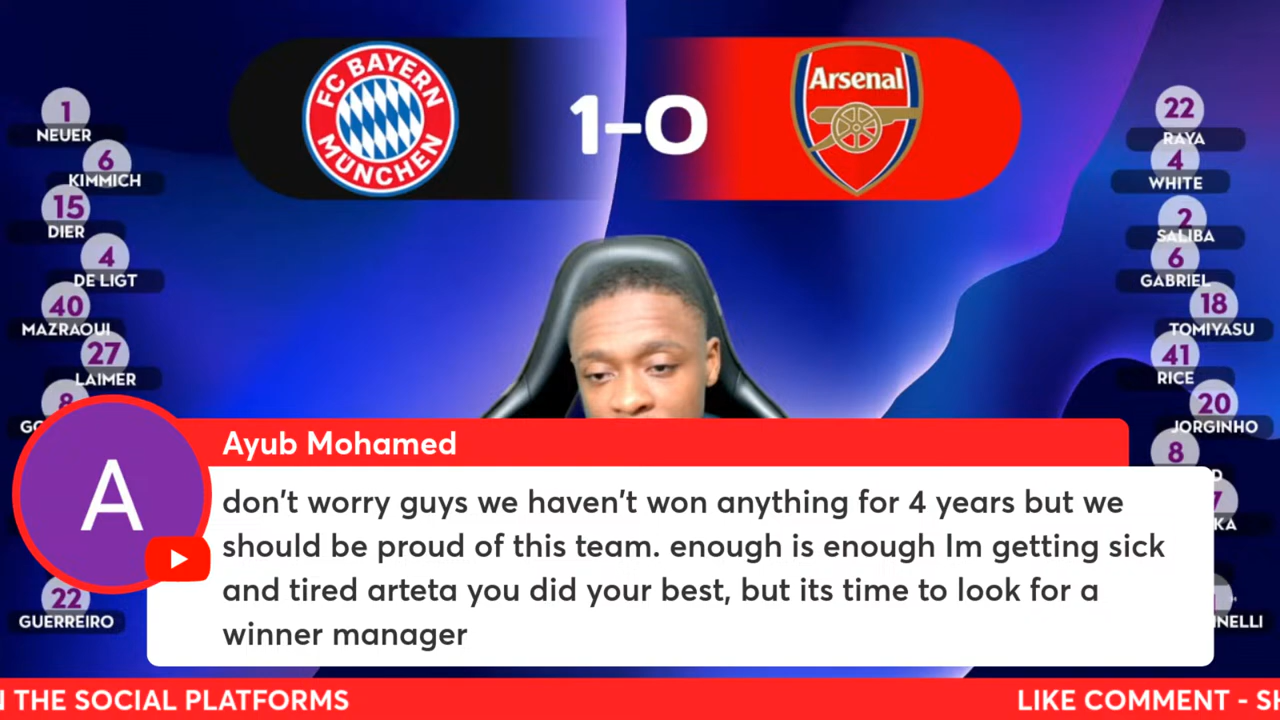 FC BAYERN
MÜNCHEN
1-0
Arsenal
1
NEUER
6
KIMMICH
15
DIER
4
DE LIGT
40
MAZRAOUI
27
LAIMER
8
22
GUERREIRO
22
RAYA
4
WHITE
2
SALIBA
6
GABRIEL
18
TOMIYASU
41
RICE
20
JORGINHO
8
Ayub Mohamed
A
don't worry guys we haven't won anything for 4 years but we
should be proud of this team. enough is enough Im getting sick
and tired arteta you did your best, but its time to look for a
winner manager
N THE SOCIAL PLATFORMS
LIKE COMMENT - SH